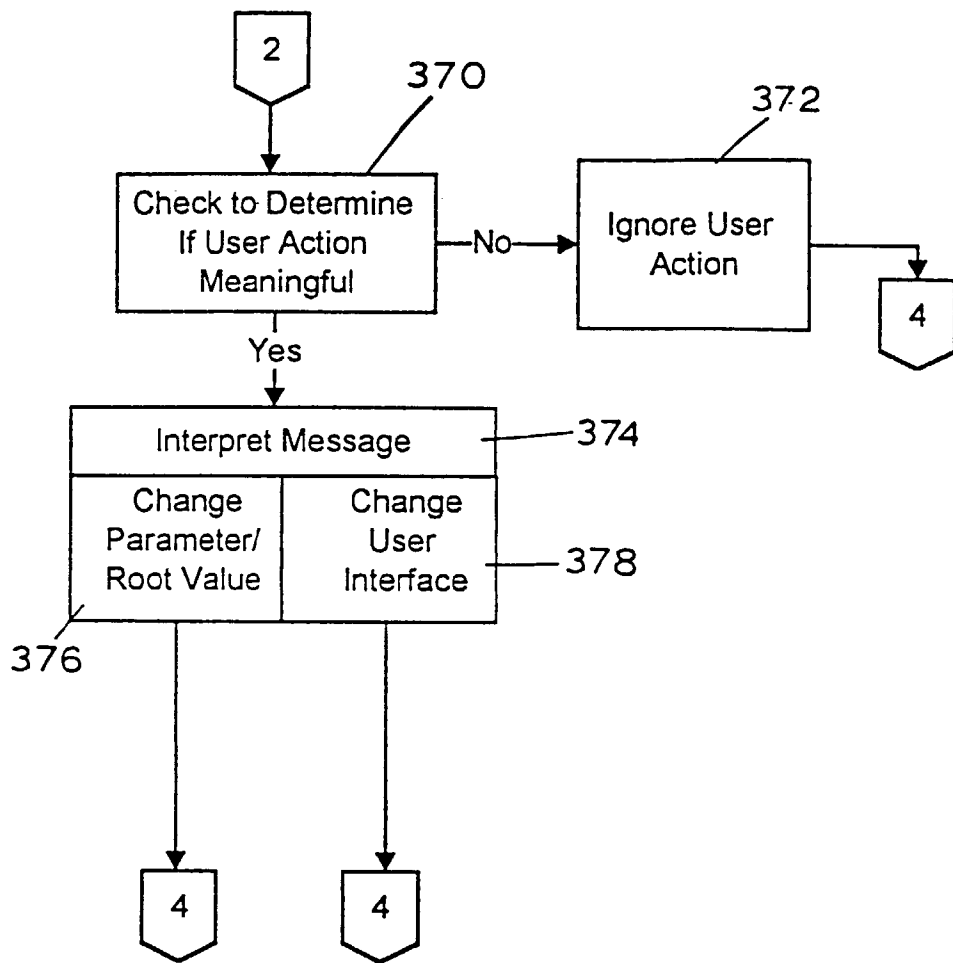 2
370
372
Check to Determine
If User Action
Meaningful
No
Ignore User
Action
4
Yes
Interpret Message
374
Change
Parameter/
Root Value
Change
User
Interface
378
376
4
4